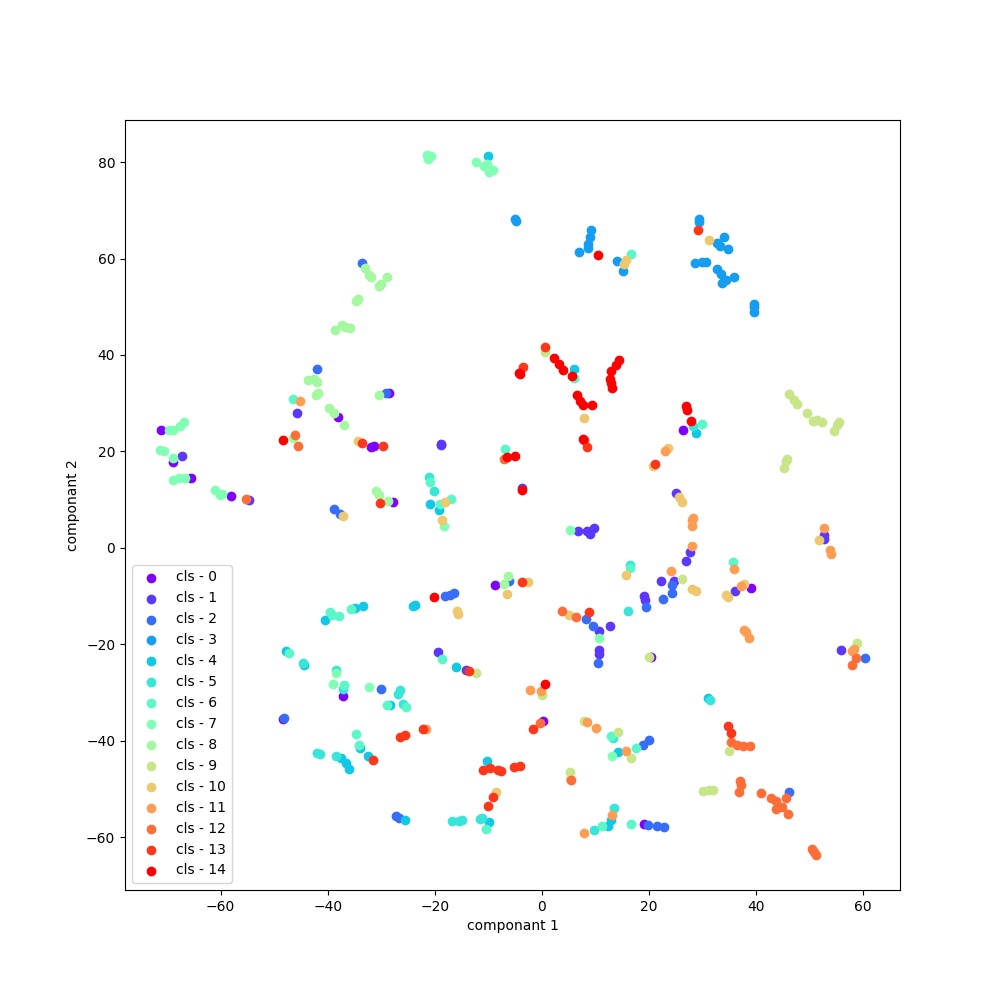 80
60
40
20
0
−20
−40
−60
componant 2
cls - 0
cls - 1
cls - 2
cls - 3
cls - 4
cls - 5
cls - 6
cls - 7
cls - 8
cls - 9
cls - 10
cls - 11
cls - 12
cls - 13
cls - 14
−60 −40 −20 0 20 40 60
componant 1